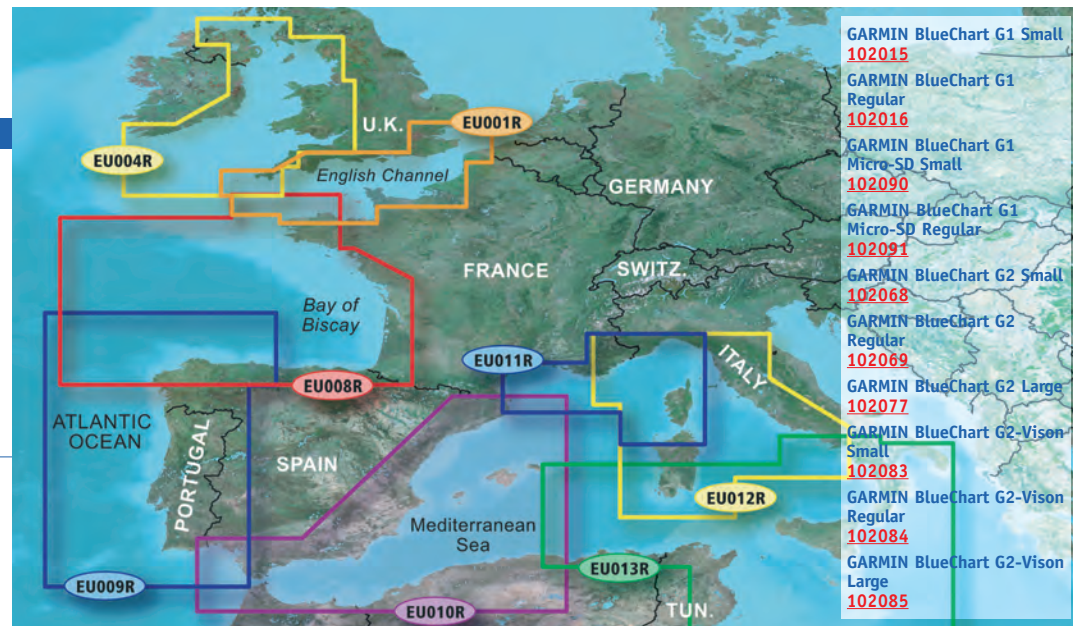 U.K.
EU001R
EU004R
English Channel
GERMANY
FRANCE
SWITZ.
Bay of
Biscay
EU011R
ITALY
EU008R
ATLANTIC
OCEAN
PORTUGAL
SPAIN
EU012R
Mediterranean
Sea
EU009R
EU013R
EU010R
TUN.
GARMIN BlueChart G1 Small
102015
GARMIN BlueChart G1
Regular
102016
GARMIN BlueChart G1
Micro-SD Small
102090
GARMIN BlueChart G1
Micro-SD Regular
102091
GARMIN BlueChart G2 Small
102068
GARMIN BlueChart G2
Regular
102069
GARMIN BlueChart G2 Large
102077
GARMIN BlueChart G2-Vison
Small
102083
GARMIN BlueChart G2-Vison
Regular
102084
GARMIN BlueChart G2-Vison
Large
102085